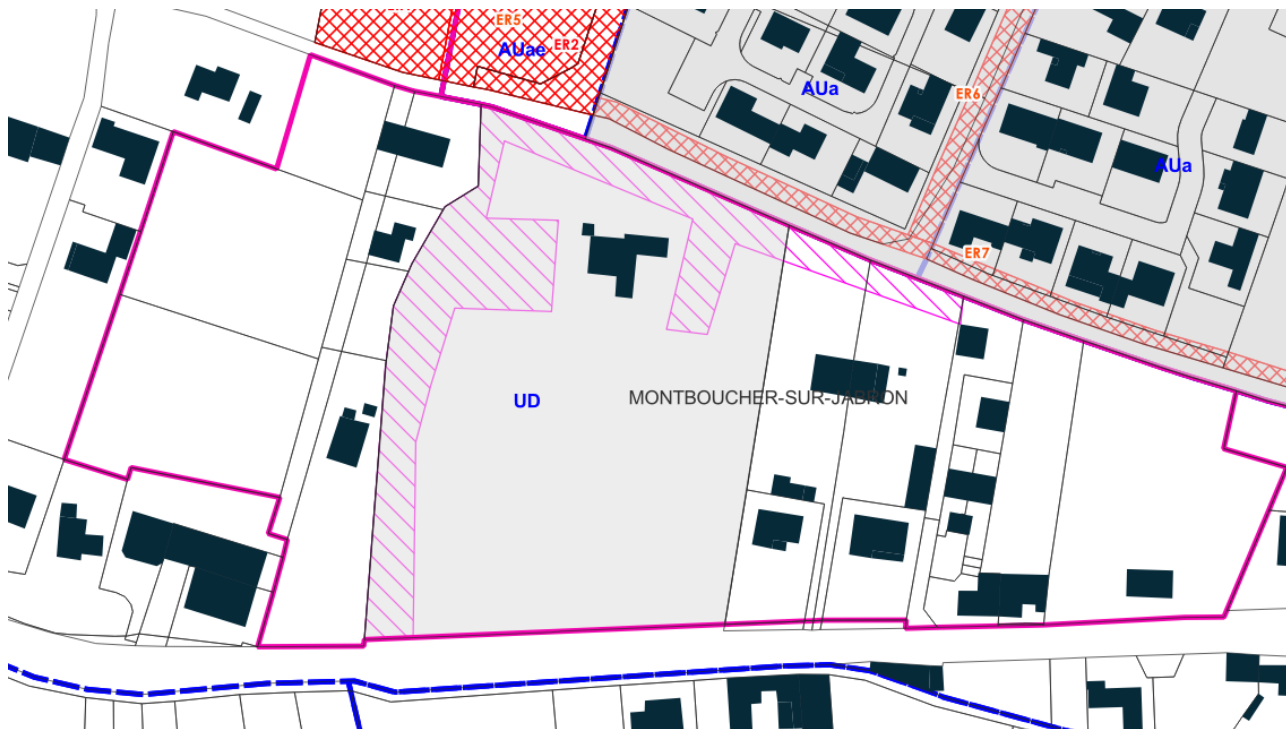 ER5
AUae
ER2
AUa
ER6
AUa
ER7
UD
MONTBOUCHER-SUR-JABRON